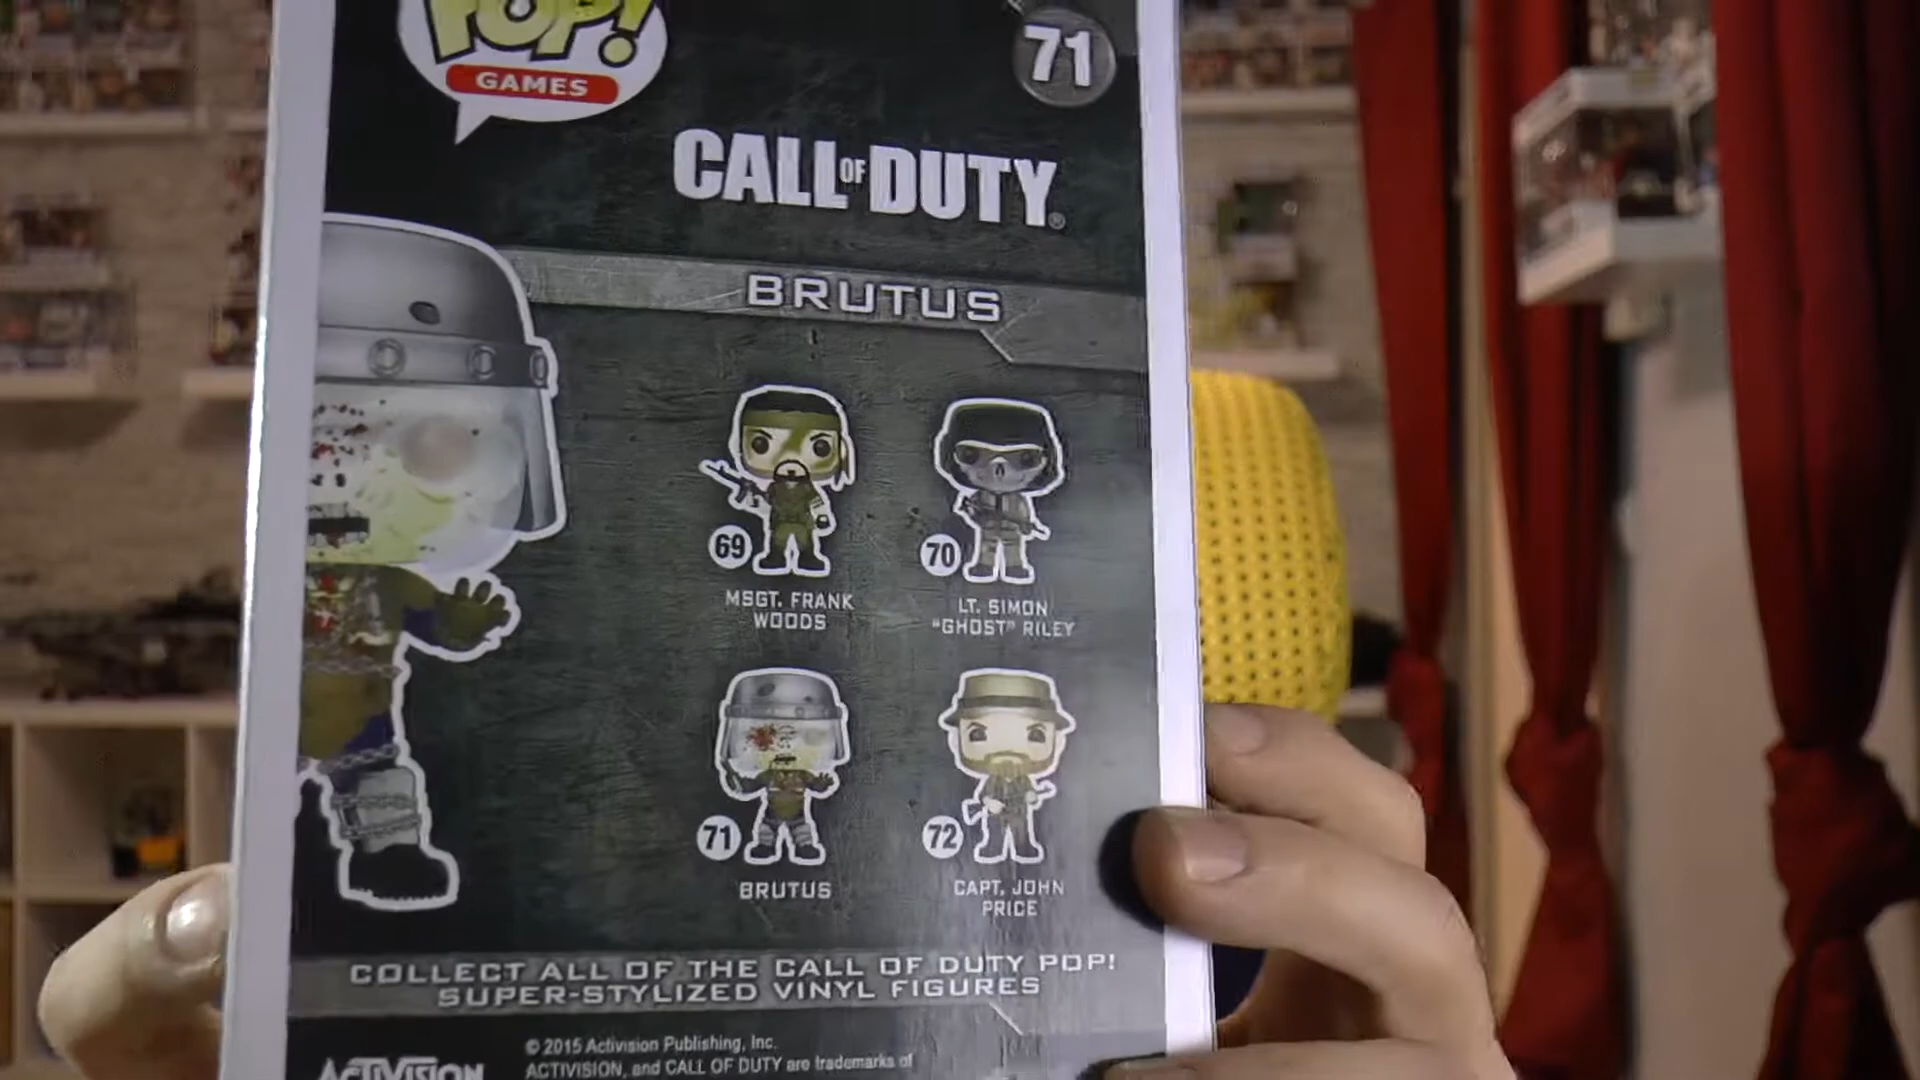 POP!
GAMES
71
CALL OF DUTY®
BRUTUS
69
MSGT. FRANK
WOODS
70
LT. SIMON
"GHOST" RILEY
71
BRUTUS
72
CAPT. JOHN
PRICE
COLLECT ALL OF THE CALL OF DUTY POP!
SUPER-STYLIZED VINYL FIGURES
ACTIVISION
© 2015 Activision Publishing, Inc.
ACTIVISION, and CALL OF DUTY are trademarks of